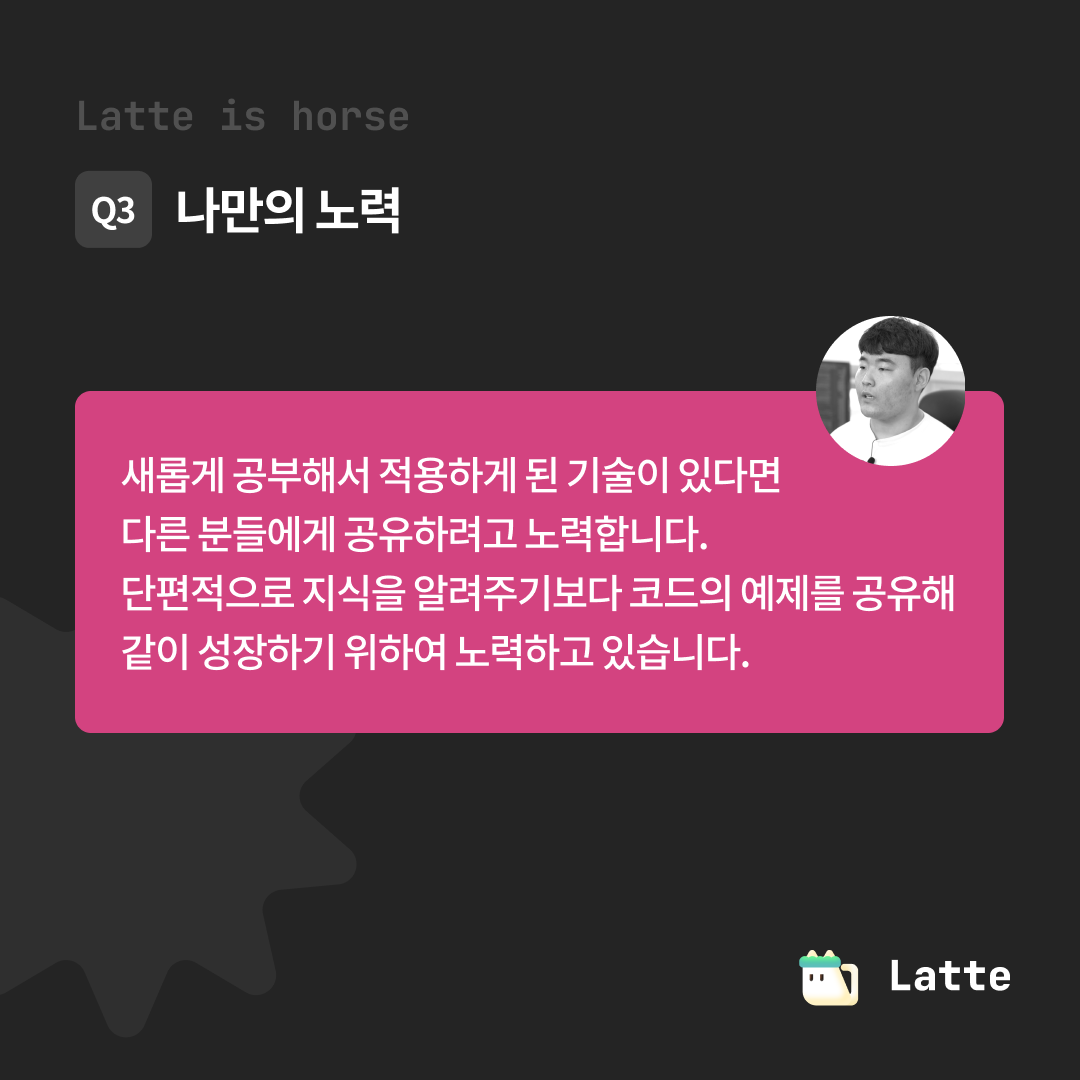 Latte is horse
Q3 나만의 노력
새롭게 공부해서 적용하게 된 기술이 있다면
다른 분들에게 공유하려고 노력합니다.
단편적으로 지식을 알려주기보다 코드의 예제를 공유해
같이 성장하기 위하여 노력하고 있습니다.
Latte